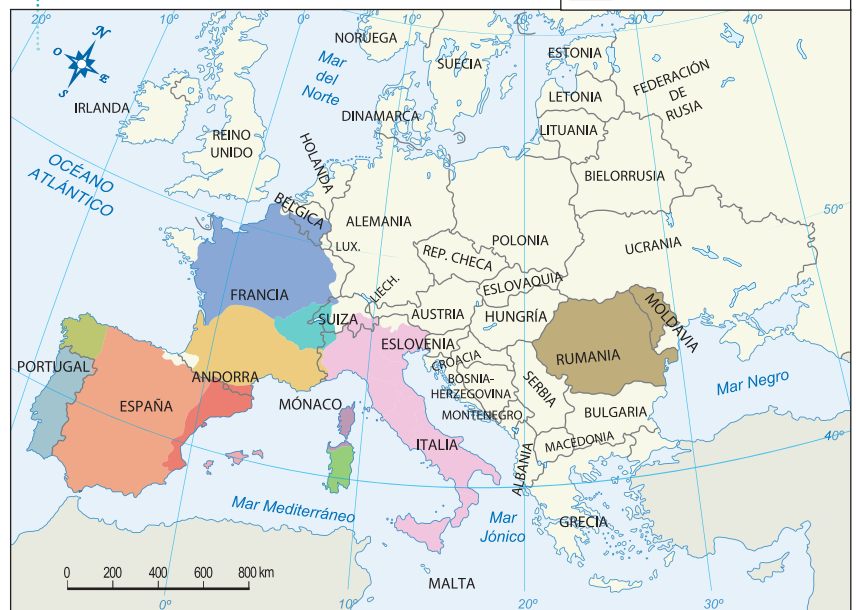 20°
10°
0°
10°
20°
30°
40°
N
O
E
S
NORUEGA
SUECIA
ESTONIA
FEDERACIÓN
DE
RUSIA
Mar
del
Norte
LETONIA
IRLANDA
DINAMARCA
LITUANIA
REINO
UNIDO
HOLANDA
OCÉANO
ATLÁNTICO
BIELORRUSIA
BÉLGICA
ALEMANIA
50°
LUX.
POLONIA
UCRANIA
REP. CHECA
ESLOVAQUIA
LIECH.
FRANCIA
AUSTRIA
HUNGRÍA
MOLDAVIA
SUIZA
ESLOVENIA
RUMANIA
CROACIA
PORTUGAL
ANDORRA
BOSNIA-
HERZEGOVINA
SERBIA
Mar Negro
ESPAÑA
MÓNACO
MONTENEGRO
BULGARIA
40°
ITALIA
MACEDONIA
ALBANIA
Mar Mediterráneo
Mar
Jónico
GRECIA
0
200
400
600
800 km
MALTA
0°
10°
20°
30°